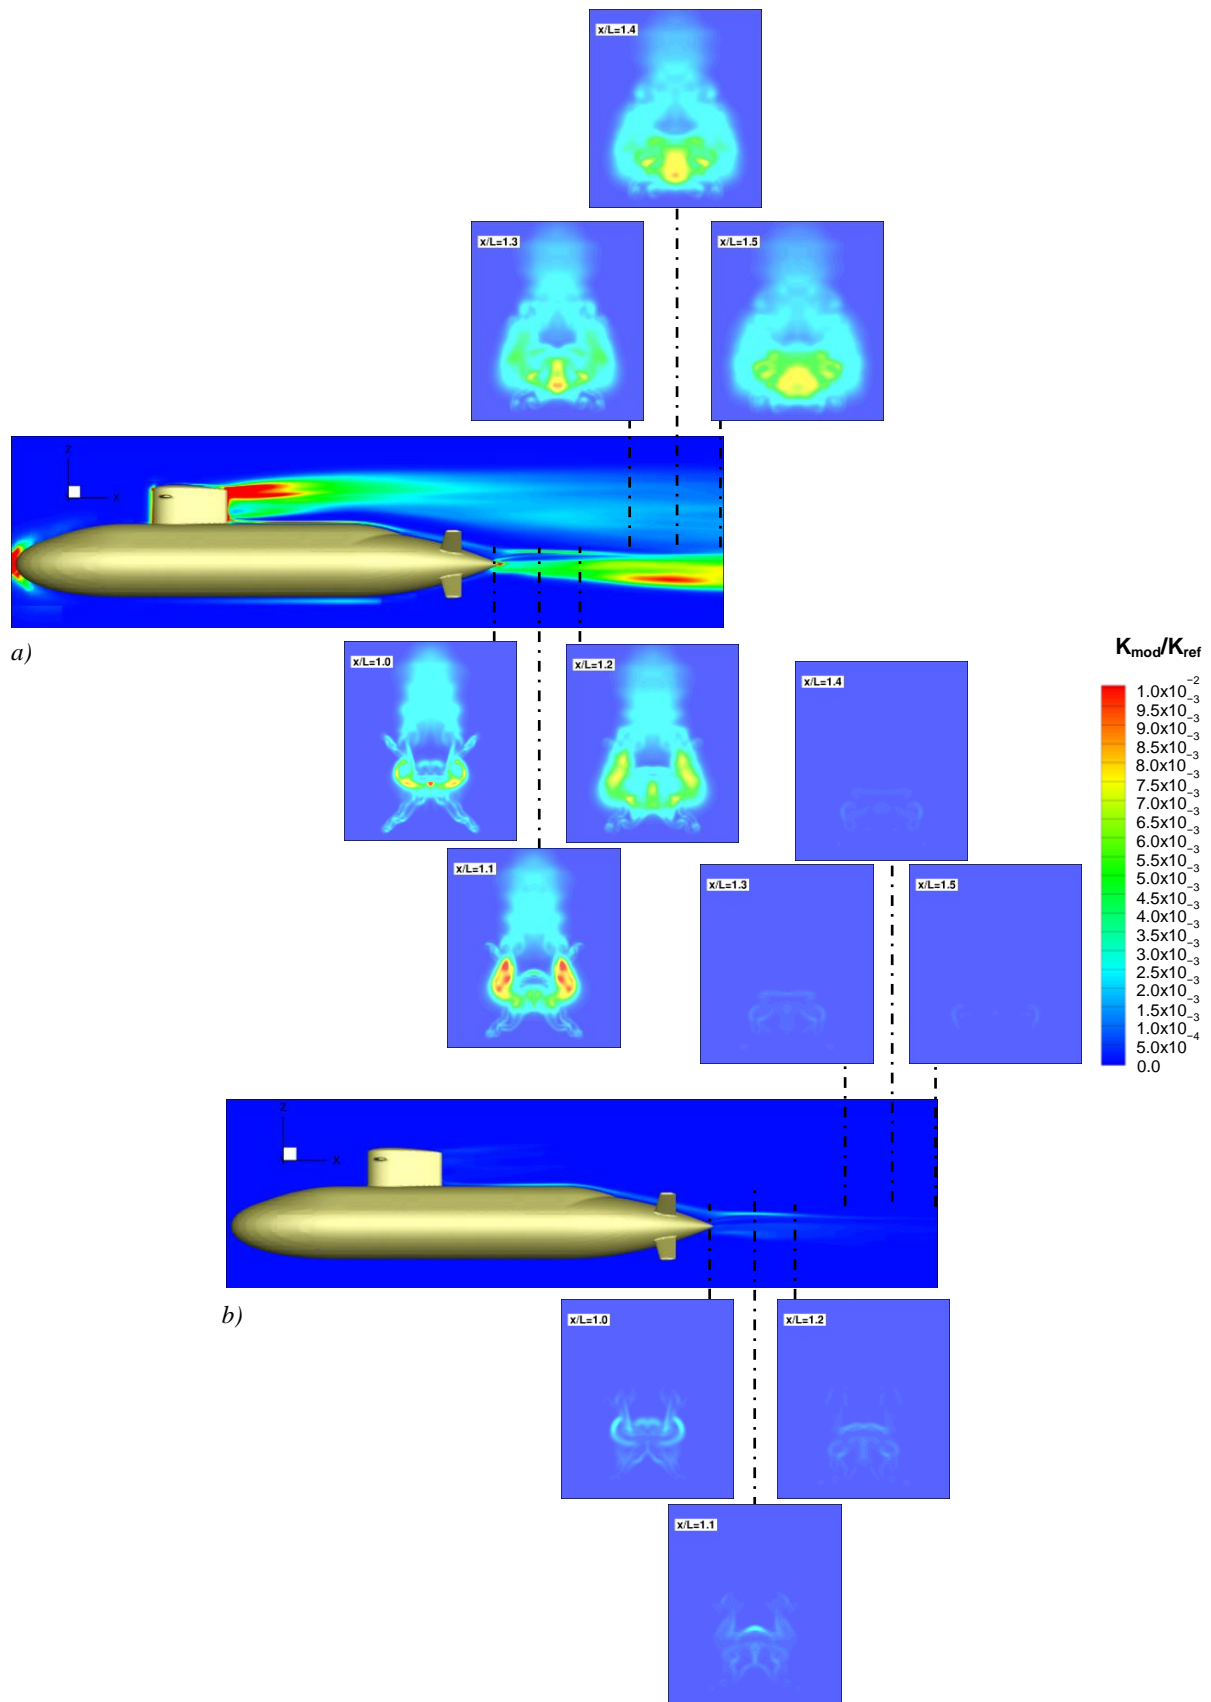 x/L=1.4
x/L=1.3
x/L=1.5
Z
X
a)
x/L=1.0
x/L=1.2
x/L=1.1
K_mod/K_ref
1.0x10^-2
9.5x10^-3
9.0x10^-3
8.5x10^-3
8.0x10^-3
7.5x10^-3
7.0x10^-3
6.5x10^-3
6.0x10^-3
5.5x10^-3
5.0x10^-3
4.5x10^-3
4.0x10^-3
3.5x10^-3
3.0x10^-3
2.5x10^-3
2.0x10^-3
1.5x10^-3
1.0x10^-3
5.0x10^-4
0.0
x/L=1.4
x/L=1.3
x/L=1.5
Z
X
b)
x/L=1.0
x/L=1.2
x/L=1.1